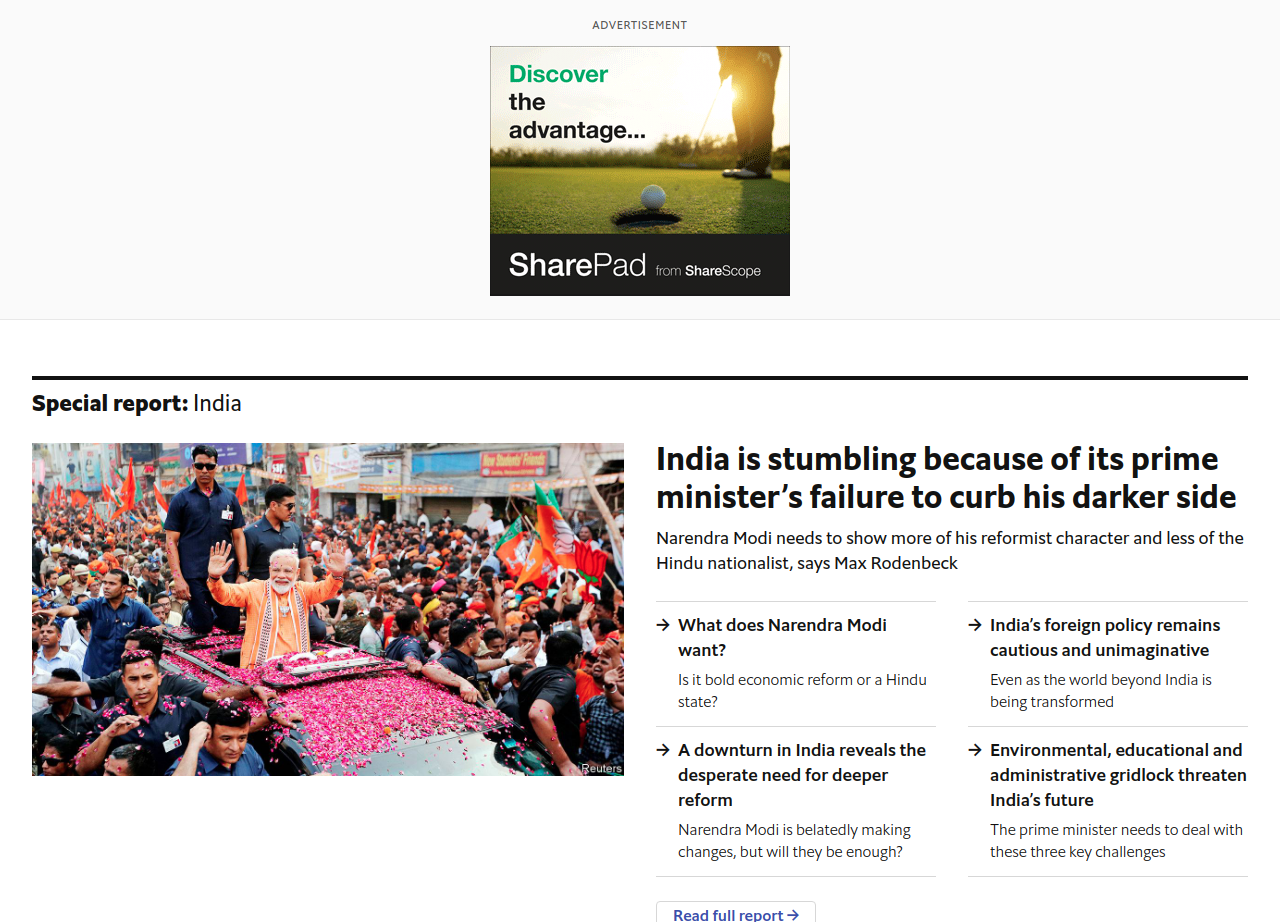 ADVERTISEMENT
Discover
the
advantage...
SharePad from ShareScope
Special report: India
Reuters
India is stumbling because of its prime
minister’s failure to curb his darker side
Narendra Modi needs to show more of his reformist character and less of the
Hindu nationalist, says Max Rodenbeck
→ What does Narendra Modi
want?
Is it bold economic reform or a Hindu
state?
→ India’s foreign policy remains
cautious and unimaginative
Even as the world beyond India is
being transformed
→ A downturn in India reveals the
desperate need for deeper
reform
Narendra Modi is belatedly making
changes, but will they be enough?
→ Environmental, educational and
administrative gridlock threaten
India’s future
The prime minister needs to deal with
these three key challenges
Read full report →